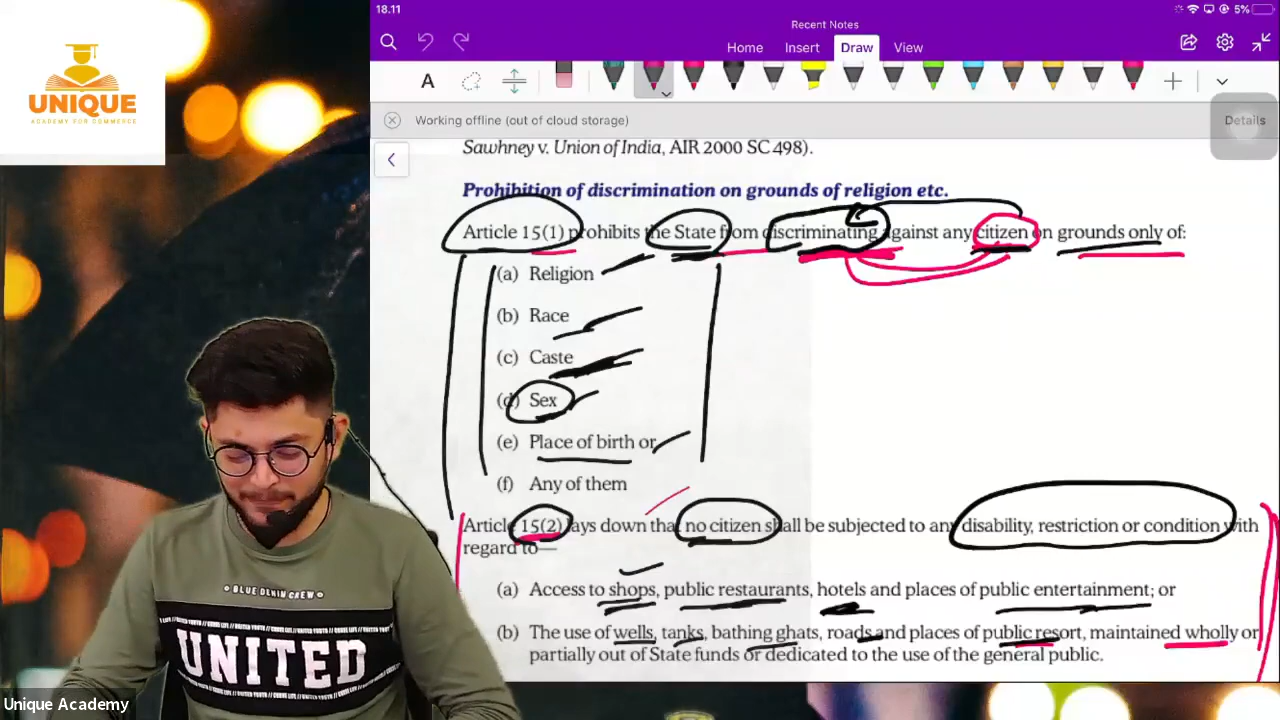 18.11
5%
Recent Notes
Home Insert Draw View
A
Working offline (out of cloud storage)
Details
UNIQUE
ACADEMY FOR COMMERCE
Sawhney v. Union of India, AIR 2000 SC 498).
Prohibition of discrimination on grounds of religion etc.
Article 15(1) prohibits the State from discriminating against any citizen on grounds only of:
(a) Religion
(b) Race
(c) Caste
(d) Sex
(e) Place of birth or
(f) Any of them
Article 15(2) lays down that no citizen shall be subjected to any disability, restriction or condition with
regard to—
(a) Access to shops, public restaurants, hotels and places of public entertainment; or
(b) The use of wells, tanks, bathing ghats, roads and places of public resort, maintained wholly or
partially out of State funds or dedicated to the use of the general public.
BLUE DENIM CREW
UNITED
Unique Academy